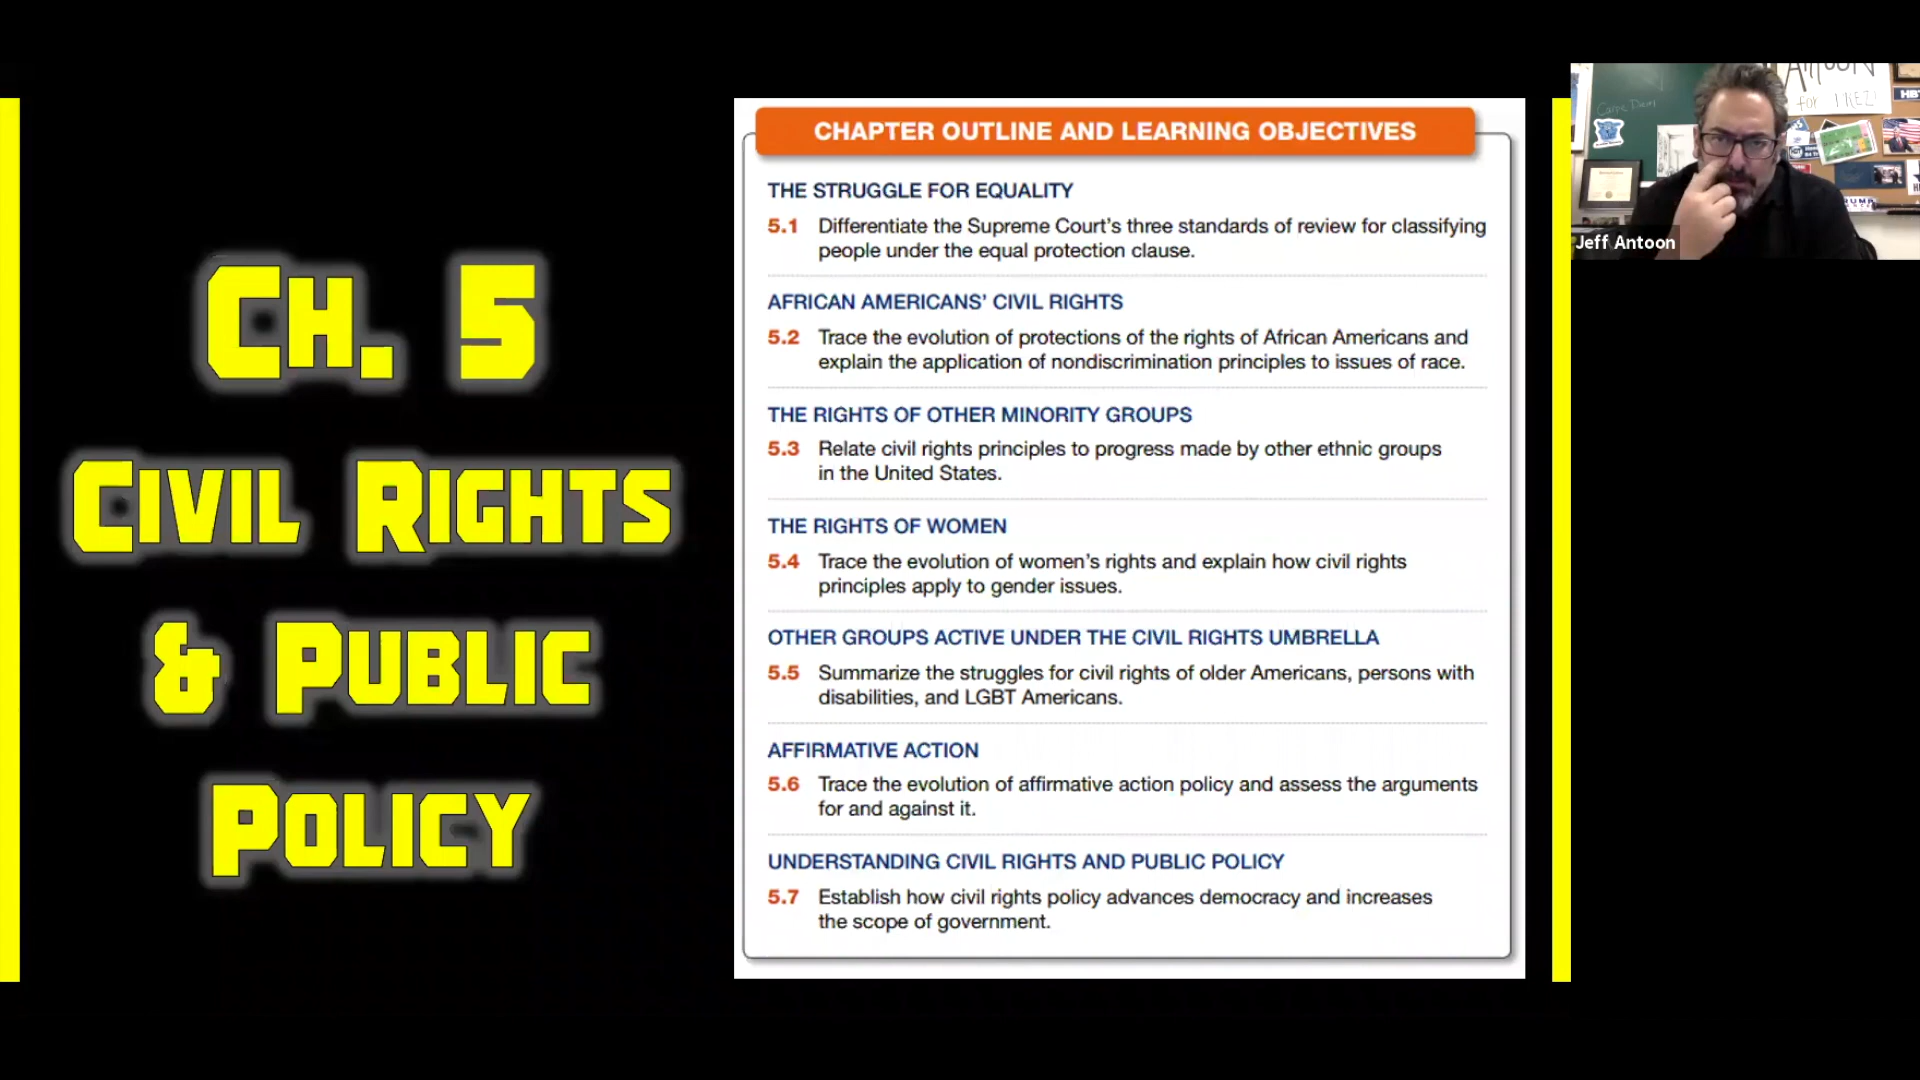 Ch. 5
Civil Rights
& Public
Policy
CHAPTER OUTLINE AND LEARNING OBJECTIVES
THE STRUGGLE FOR EQUALITY
5.1 Differentiate the Supreme Court's three standards of review for classifying
people under the equal protection clause.
AFRICAN AMERICANS' CIVIL RIGHTS
5.2 Trace the evolution of protections of the rights of African Americans and
explain the application of nondiscrimination principles to issues of race.
THE RIGHTS OF OTHER MINORITY GROUPS
5.3 Relate civil rights principles to progress made by other ethnic groups
in the United States.
THE RIGHTS OF WOMEN
5.4 Trace the evolution of women's rights and explain how civil rights
principles apply to gender issues.
OTHER GROUPS ACTIVE UNDER THE CIVIL RIGHTS UMBRELLA
5.5 Summarize the struggles for civil rights of older Americans, persons with
disabilities, and LGBT Americans.
AFFIRMATIVE ACTION
5.6 Trace the evolution of affirmative action policy and assess the arguments
for and against it.
UNDERSTANDING CIVIL RIGHTS AND PUBLIC POLICY
5.7 Establish how civil rights policy advances democracy and increases
the scope of government.
ANTOON
for PREZ!
Jeff Antoon